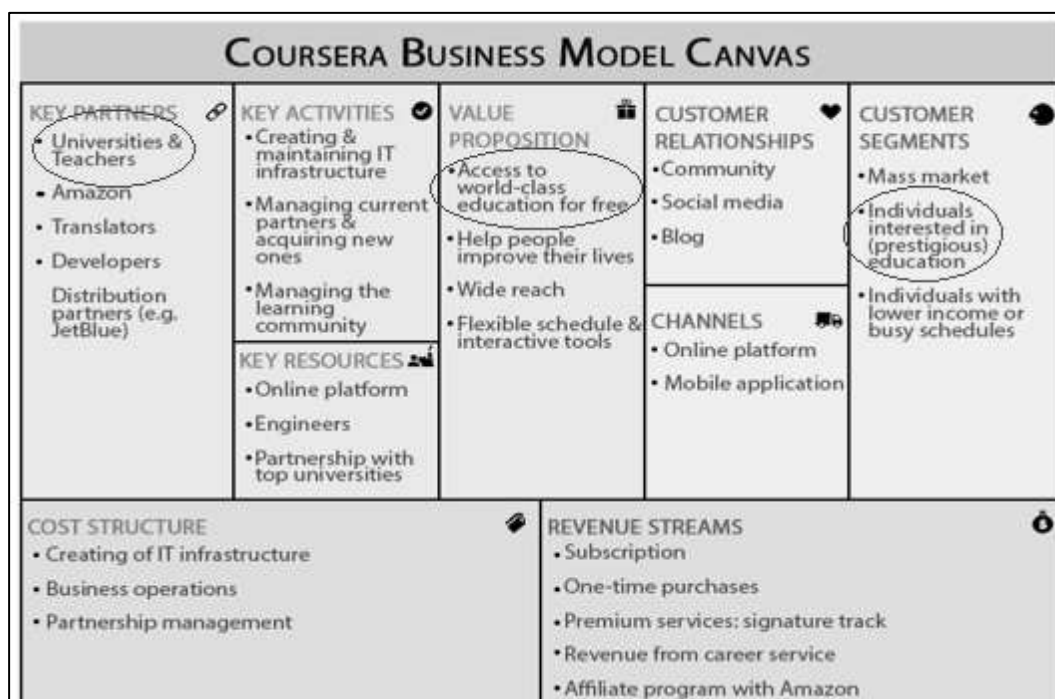 COURSERA BUSINESS MODEL CANVAS
KEY PARTNERS
• Universities &
Teachers
• Amazon
• Translators
• Developers
Distribution
partners (e.g.
JetBlue)
KEY ACTIVITIES
• Creating &
maintaining IT
infrastructure
• Managing current
partners &
acquiring new
ones
• Managing the
learning
community
KEY RESOURCES
• Online platform
• Engineers
• Partnership with
top universities
VALUE
PROPOSITION
• Access to
world-class
education for free
• Help people
improve their lives
• Wide reach
• Flexible schedule &
interactive tools
CUSTOMER
RELATIONSHIPS
• Community
• Social media
• Blog
CHANNELS
• Online platform
• Mobile application
CUSTOMER
SEGMENTS
• Mass market
• Individuals
interested in
(prestigious)
education
• Individuals with
lower income or
busy schedules
COST STRUCTURE
• Creating of IT infrastructure
• Business operations
• Partnership management
REVENUE STREAMS
• Subscription
• One-time purchases
• Premium services: signature track
• Revenue from career service
• Affiliate program with Amazon